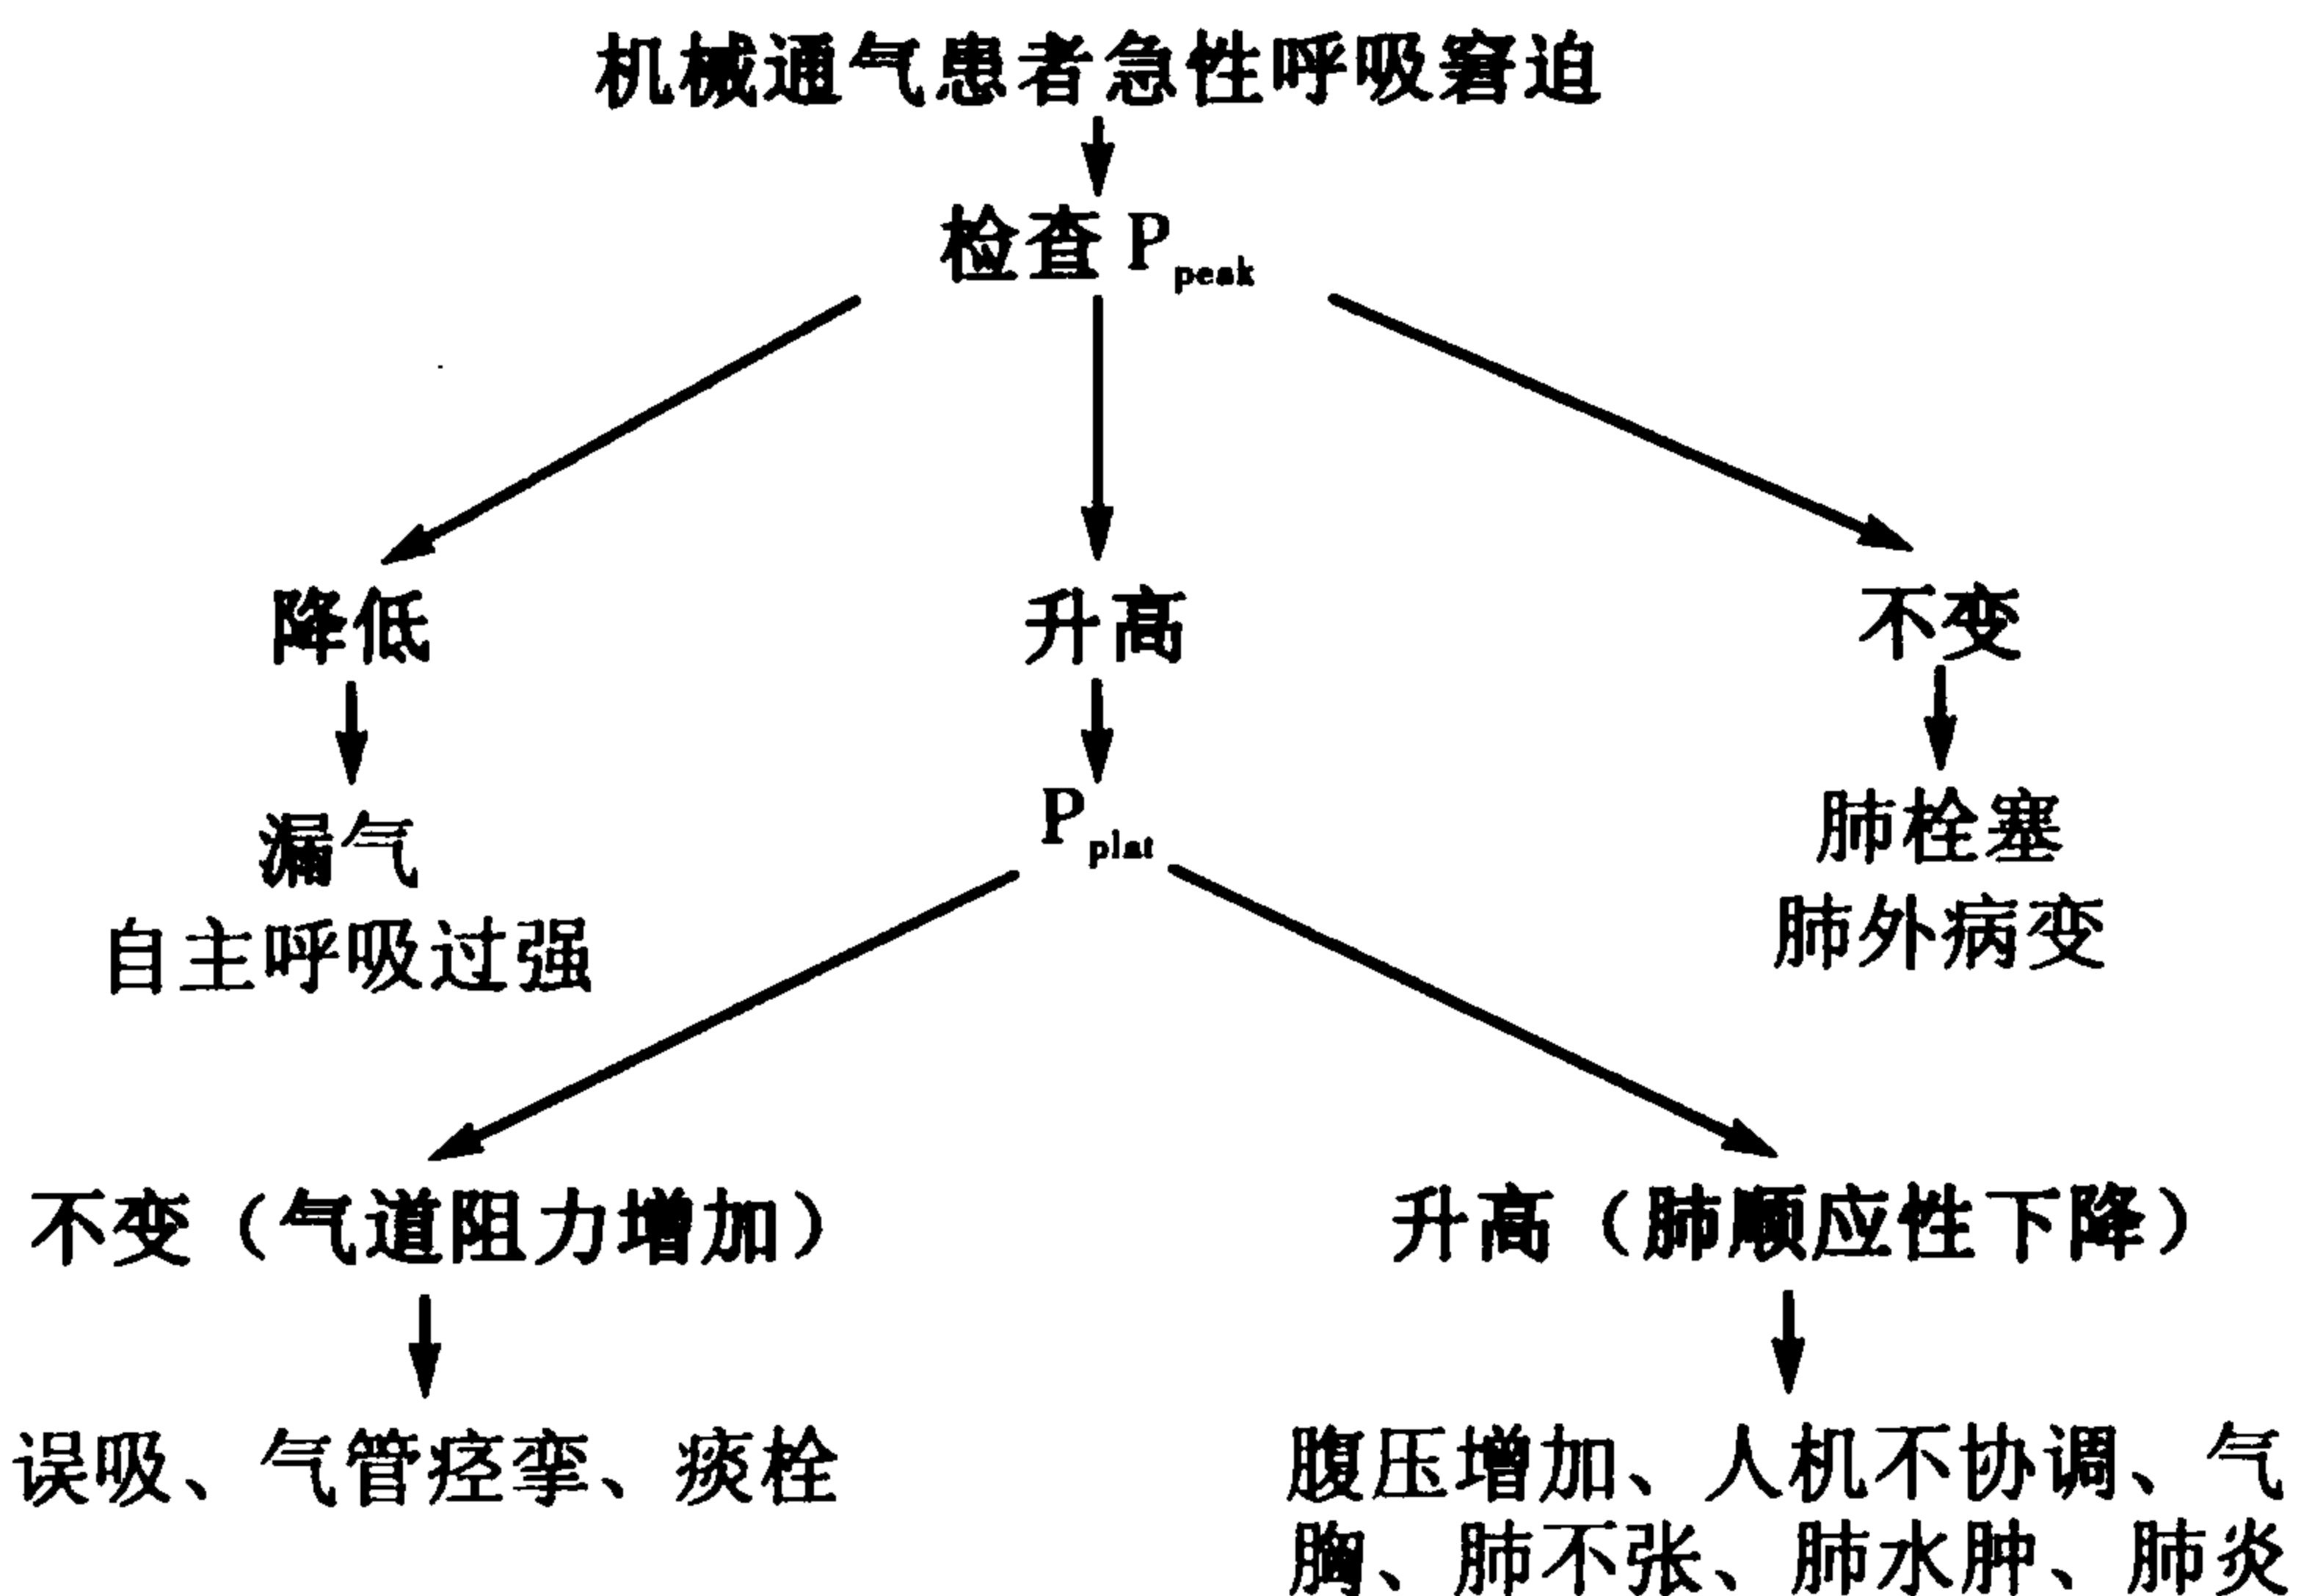 机械通气患者急性呼吸窘迫
检查 Ppeak
降低
升高
不变
漏气
自主呼吸过强
Pplat
肺栓塞
肺外病变
不变（气道阻力增加）
升高（肺顺应性下降）
误吸、气管痉挛、痰栓
腹压增加、人机不协调、气
胸、肺不张、肺水肿、肺炎